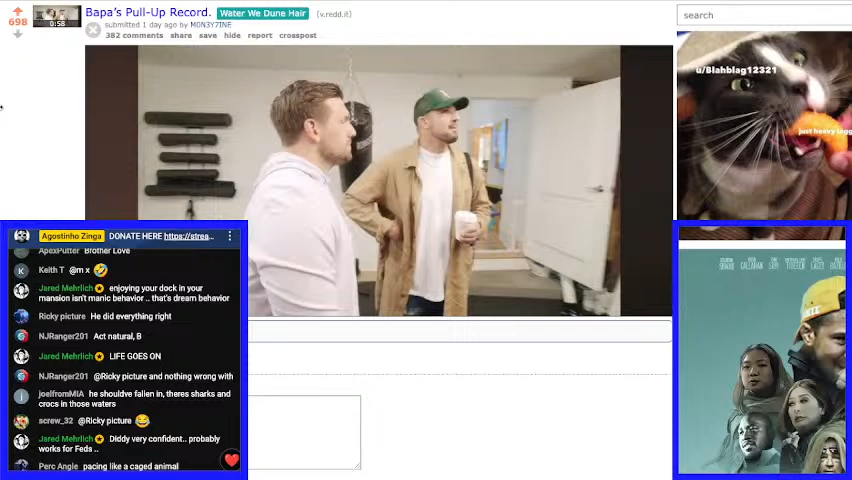 698
0:58
Bapa's Pull-Up Record. Water We Dune Hair (v.redd.it)
submitted 1 day ago by M0N3Y7INE
382 comments share save hide report crosspost
search
u/Blahblag12321
just heavy legg
Agostinho Zinga DONATE HERE https://strea...
ApexPutter Brother Love
Keith T @m x 🤣
Jared Mehrlich enjoying your dock in your
mansion isn't manic behavior .. that's dream behavior
Ricky picture He did everything right
NJRanger201 Act natural, B
Jared Mehrlich LIFE GOES ON
NJRanger201 @Ricky picture and nothing wrong with
joelfromMIA he shouldve fallen in, theres sharks and
crocs in those waters
screw_32 @Ricky picture 😂
Jared Mehrlich Diddy very confident.. probably
works for Feds ..
Perc Angle pacing like a caged animal